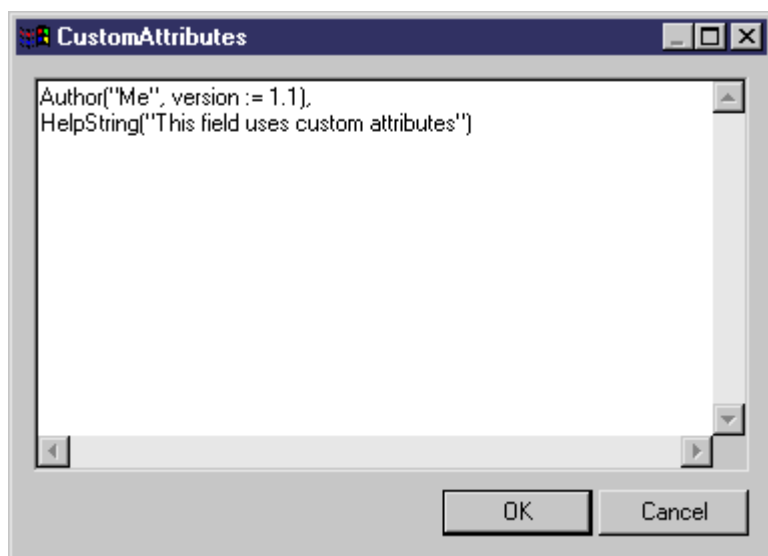 CustomAttributes
Author("Me", version := 1.1),
HelpString("This field uses custom attributes")
OK
Cancel